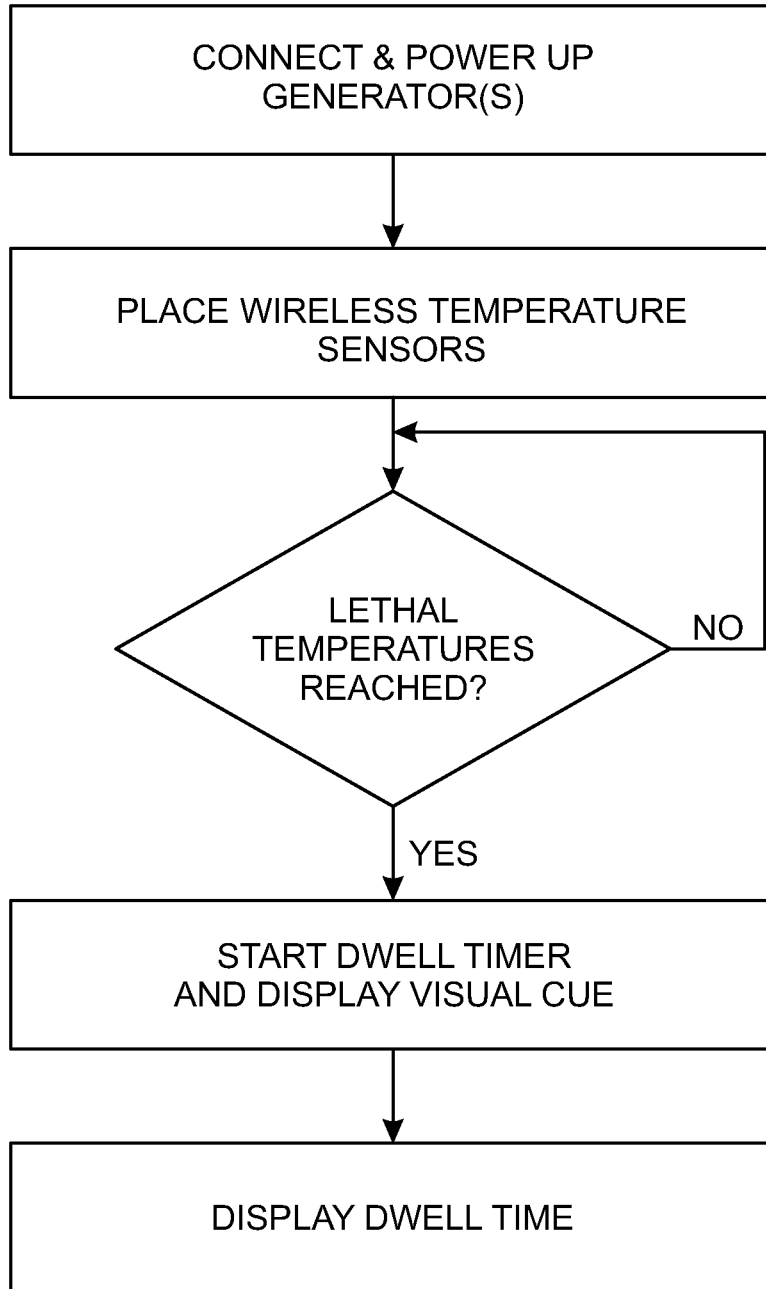 CONNECT & POWER UP
GENERATOR(S)
PLACE WIRELESS TEMPERATURE
SENSORS
LETHAL
TEMPERATURES
REACHED?
NO
YES
START DWELL TIMER
AND DISPLAY VISUAL CUE
DISPLAY DWELL TIME